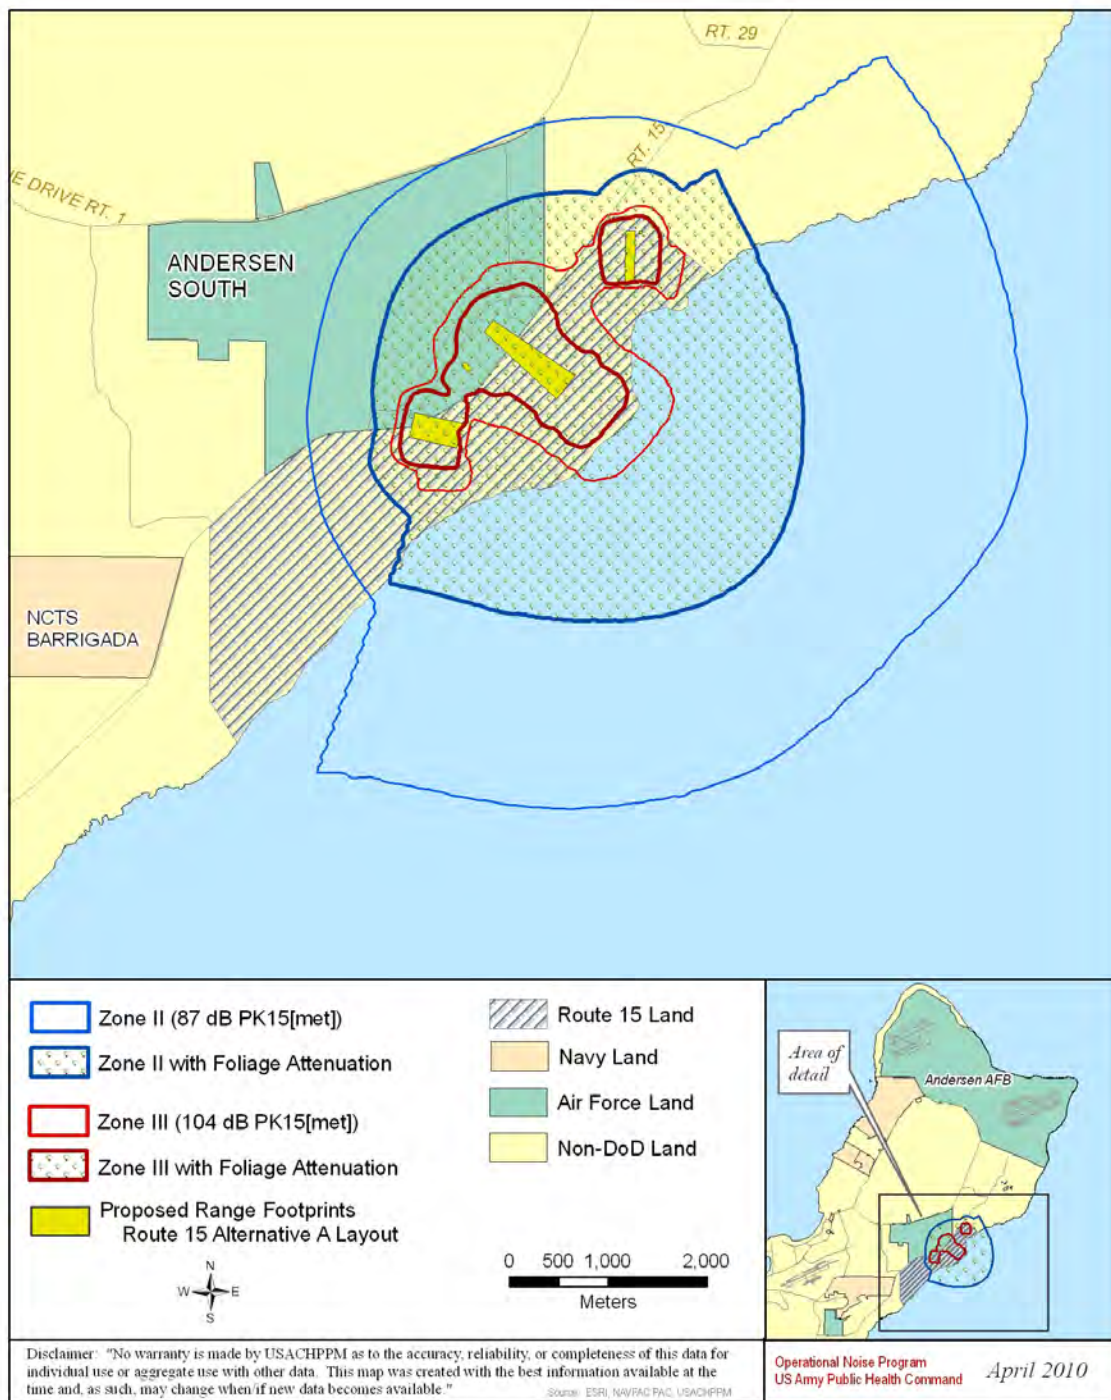 RT. 29
RT. 15
E DRIVE RT. 1
ANDERSEN
SOUTH
NCTS
BARRIGADA
Zone II (87 dB PK15[met])
Zone II with Foliage Attenuation
Zone III (104 dB PK15[met])
Zone III with Foliage Attenuation
Proposed Range Footprints
Route 15 Alternative A Layout
Route 15 Land
Navy Land
Air Force Land
Non-DoD Land
N
W E
S
0 500 1,000 2,000
Meters
Area of
detail
Andersen AFB
Disclaimer: "No warranty is made by USACHPPM as to the accuracy, reliability, or completeness of this data for
individual use or aggregate use with other data. This map was created with the best information available at the
time and, as such, may change when/if new data becomes available."
Source: ESRI, NAVFAC PAC, USACHPPM
Operational Noise Program
US Army Public Health Command
April 2010